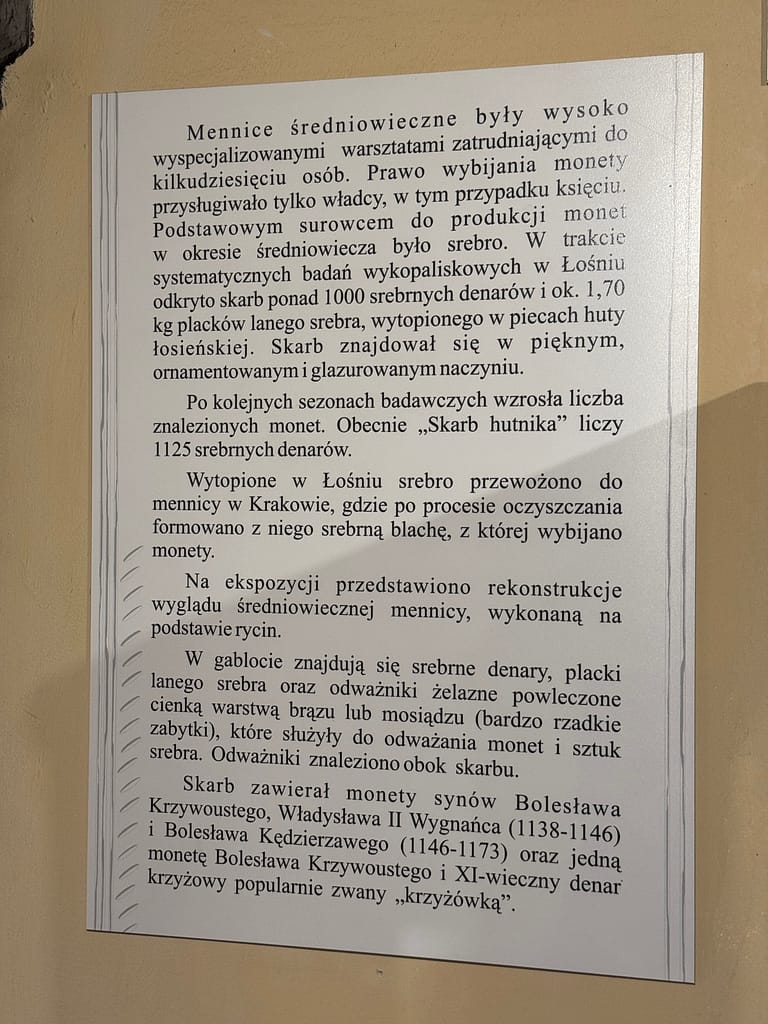 Mennice średniowieczne były wysoko
wyspecjalizowanymi warsztatami zatrudniającymi do
kilkudziesięciu osób. Prawo wybijania monety
przysługiwało tylko władcy, w tym przypadku księciu.
Podstawowym surowcem do produkcji monet
w okresie średniowiecza było srebro. W trakcie
systematycznych badań wykopaliskowych w Łośniu
odkryto skarb ponad 1000 srebrnych denarów i ok. 1,70
kg placków lanego srebra, wytopionego w piecach huty
łosieńskiej. Skarb znajdował się w pięknym,
ornamentowanym i glazurowanym naczyniu.
Po kolejnych sezonach badawczych wzrosła liczba
znalezionych monet. Obecnie „Skarb hutnika” liczy
1125 srebrnych denarów.
Wytopione w Łośniu srebro przewożono do
mennicy w Krakowie, gdzie po procesie oczyszczania
formowano z niego srebrną blachę, z której wybijano
monety.
Na ekspozycji przedstawiono rekonstrukcje
wyglądu średniowiecznej mennicy, wykonaną na
podstawie rycin.
W gablocie znajdują się srebrne denary, placki
lanego srebra oraz odważniki żelazne powleczone
cienką warstwą brązu lub mosiądzu (bardzo rzadkie
zabytki), które służyły do odważania monet i sztuk
srebra. Odważniki znaleziono obok skarbu.
Skarb zawierał monety synów Bolesława
Krzywoustego, Władysława II Wygnańca (1138-1146)
i Bolesława Kędzierzawego (1146-1173) oraz jedną
monetę Bolesława Krzywoustego i XI-wieczny denar
krzyżowy popularnie zwany „krzyżówką”.